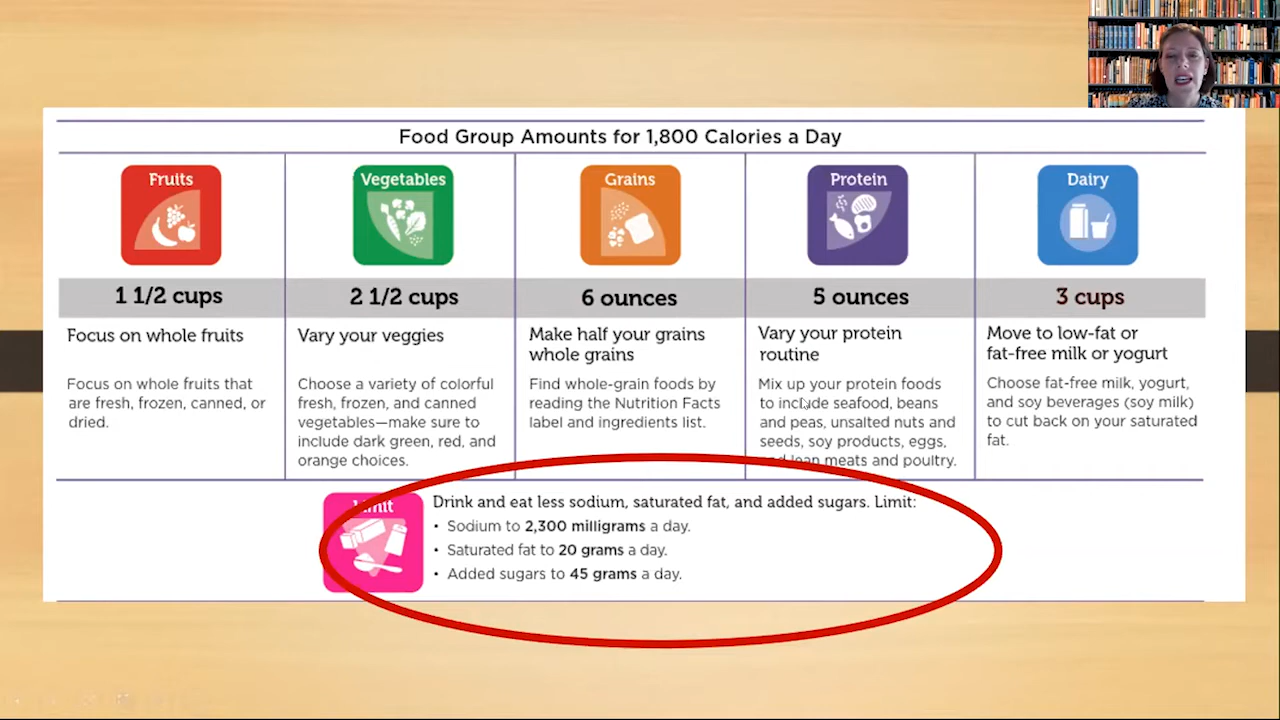 Food Group Amounts for 1,800 Calories a Day
Fruits
Vegetables
Grains
Protein
Dairy
1 1/2 cups
2 1/2 cups
6 ounces
5 ounces
3 cups
Focus on whole fruits
Focus on whole fruits that
are fresh, frozen, canned, or
dried.
Vary your veggies
Choose a variety of colorful
fresh, frozen, and canned
vegetables—make sure to
include dark green, red, and
orange choices.
Make half your grains
whole grains
Find whole-grain foods by
reading the Nutrition Facts
label and ingredients list.
Vary your protein
routine
Mix up your protein foods
to include seafood, beans
and peas, unsalted nuts and
seeds, soy products, eggs,
and lean meats and poultry.
Move to low-fat or
fat-free milk or yogurt
Choose fat-free milk, yogurt,
and soy beverages (soy milk)
to cut back on your saturated
fat.
Limit
Drink and eat less sodium, saturated fat, and added sugars. Limit:
• Sodium to 2,300 milligrams a day.
• Saturated fat to 20 grams a day.
• Added sugars to 45 grams a day.